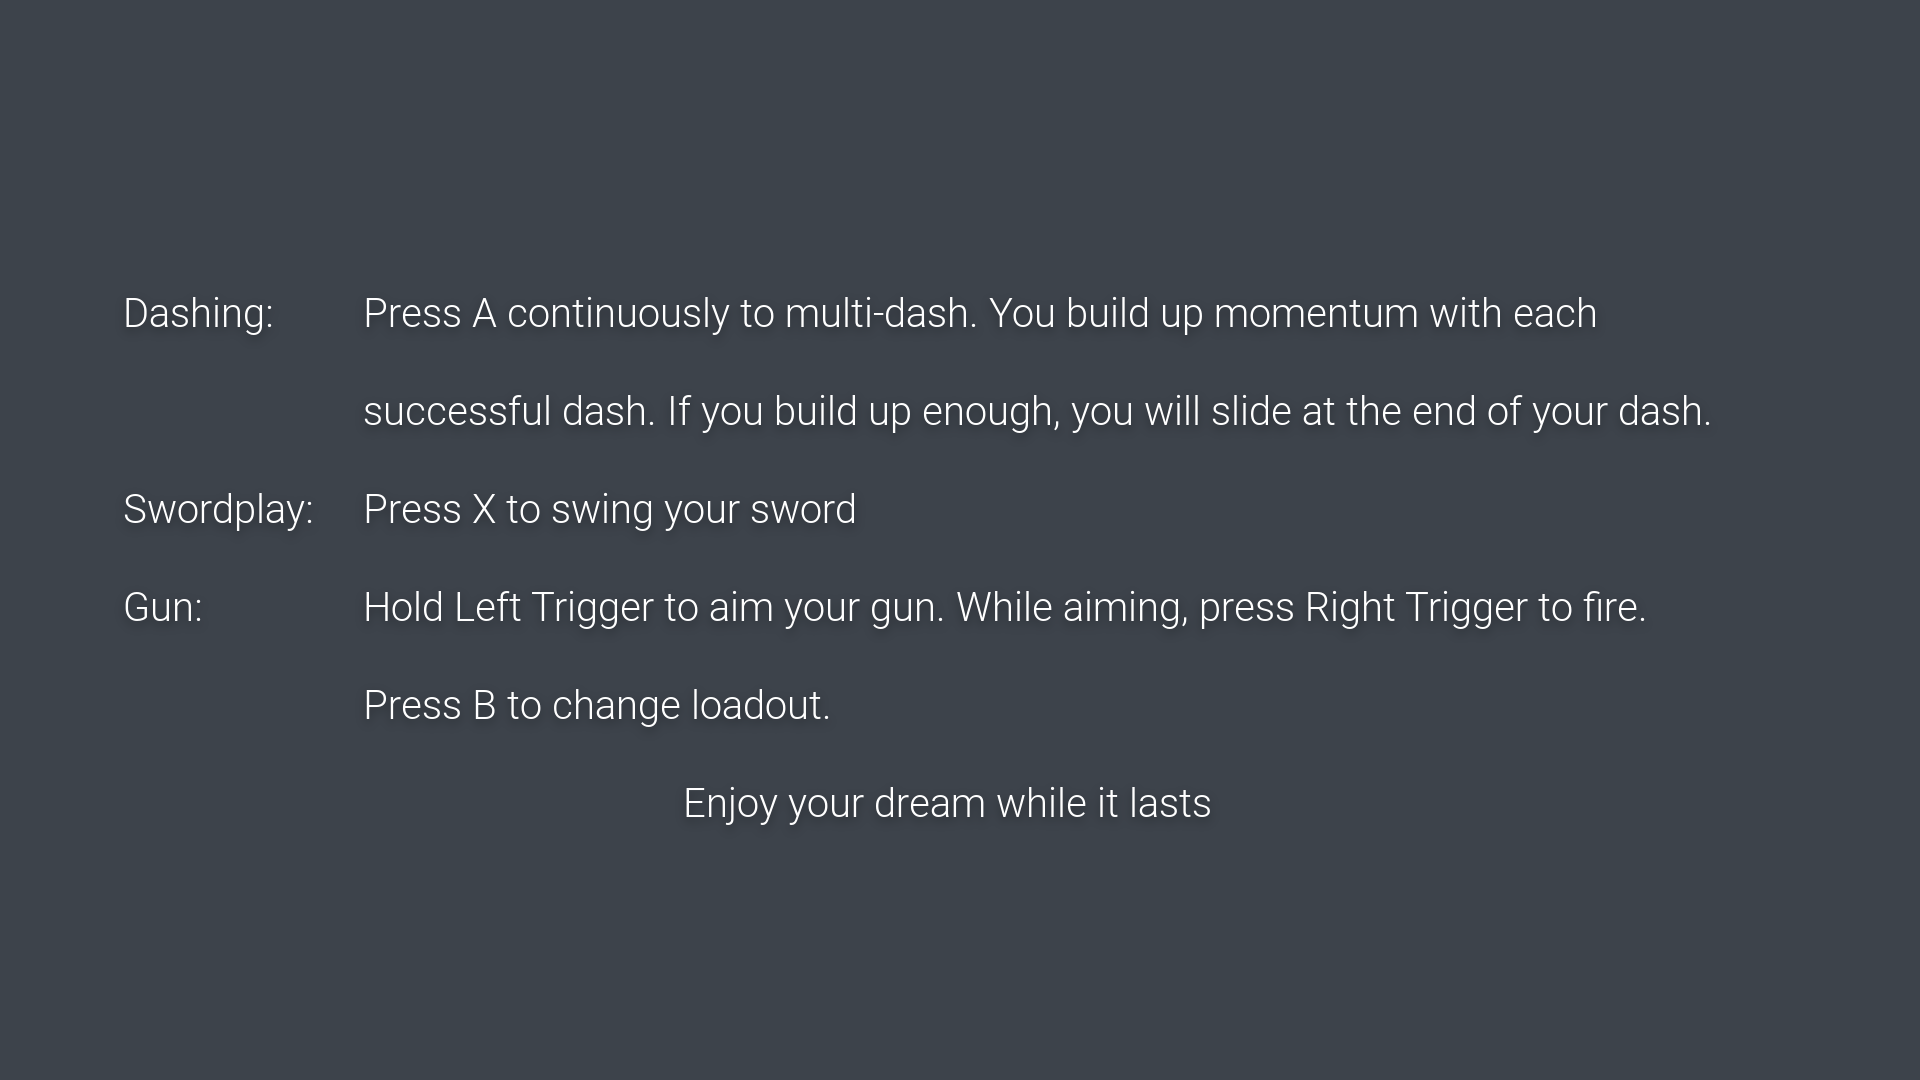 Dashing: Press A continuously to multi-dash. You build up momentum with each
successful dash. If you build up enough, you will slide at the end of your dash.
Swordplay: Press X to swing your sword
Gun: Hold Left Trigger to aim your gun. While aiming, press Right Trigger to fire.
Press B to change loadout.
Enjoy your dream while it lasts